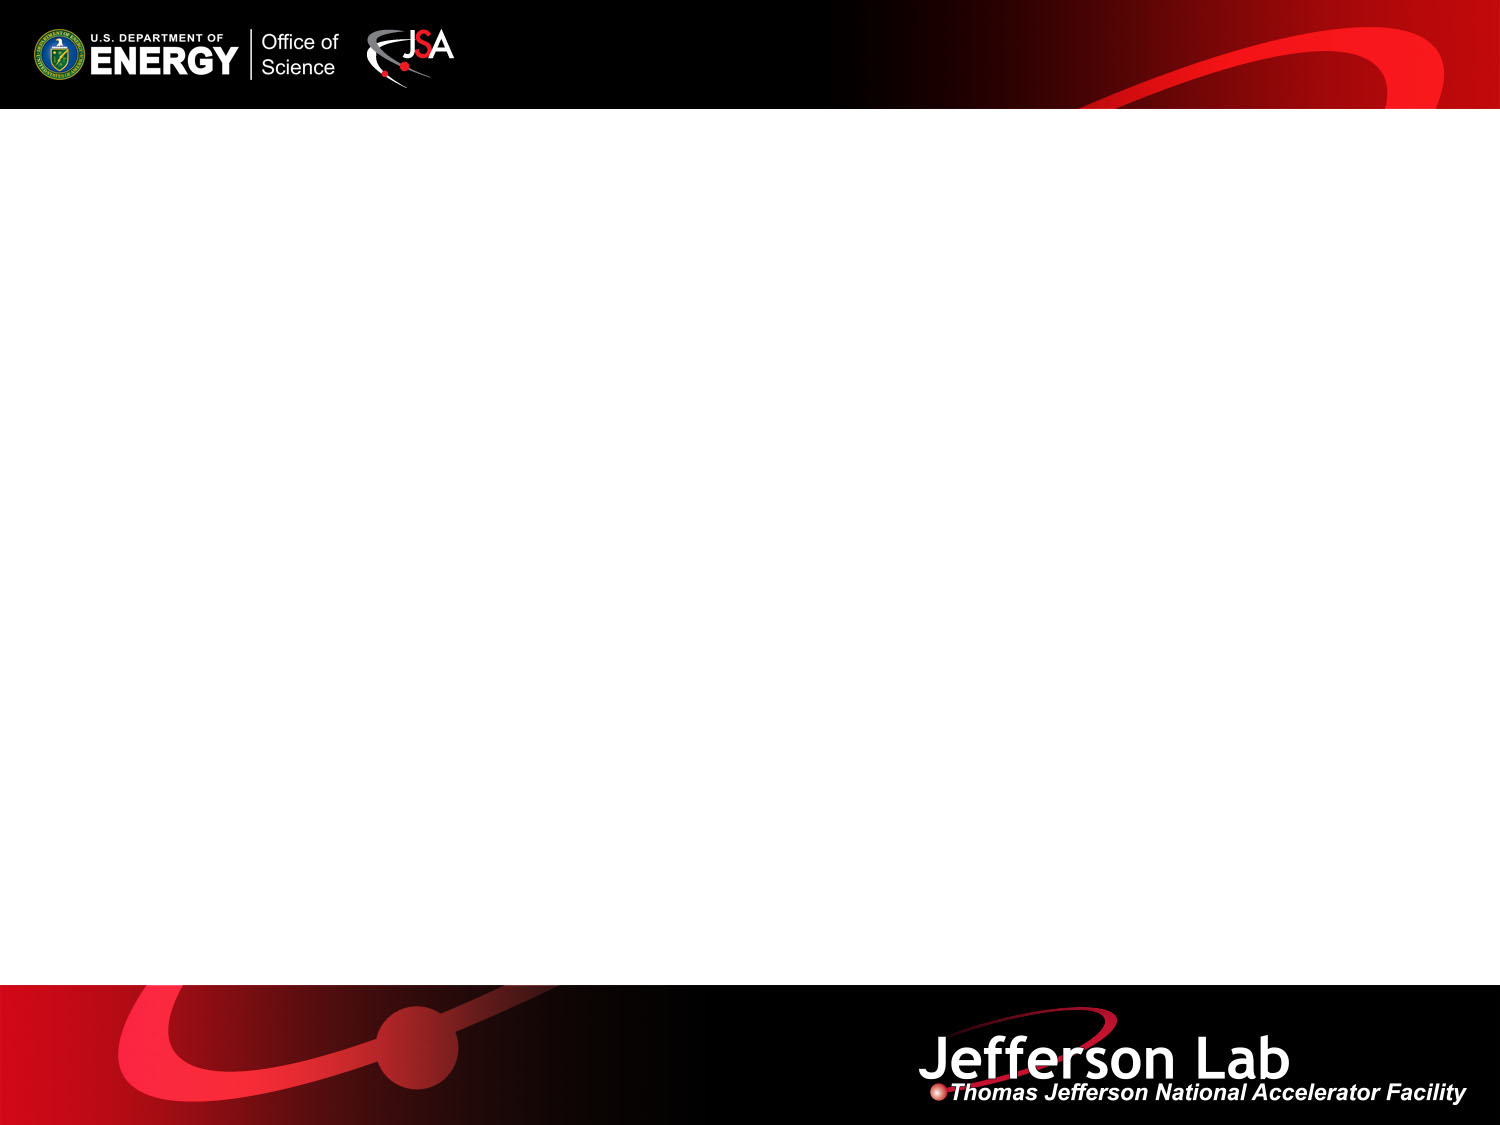 U.S. DEPARTMENT OF
ENERGY
Office of
Science
JSA
Jefferson Lab
Thomas Jefferson National Accelerator Facility